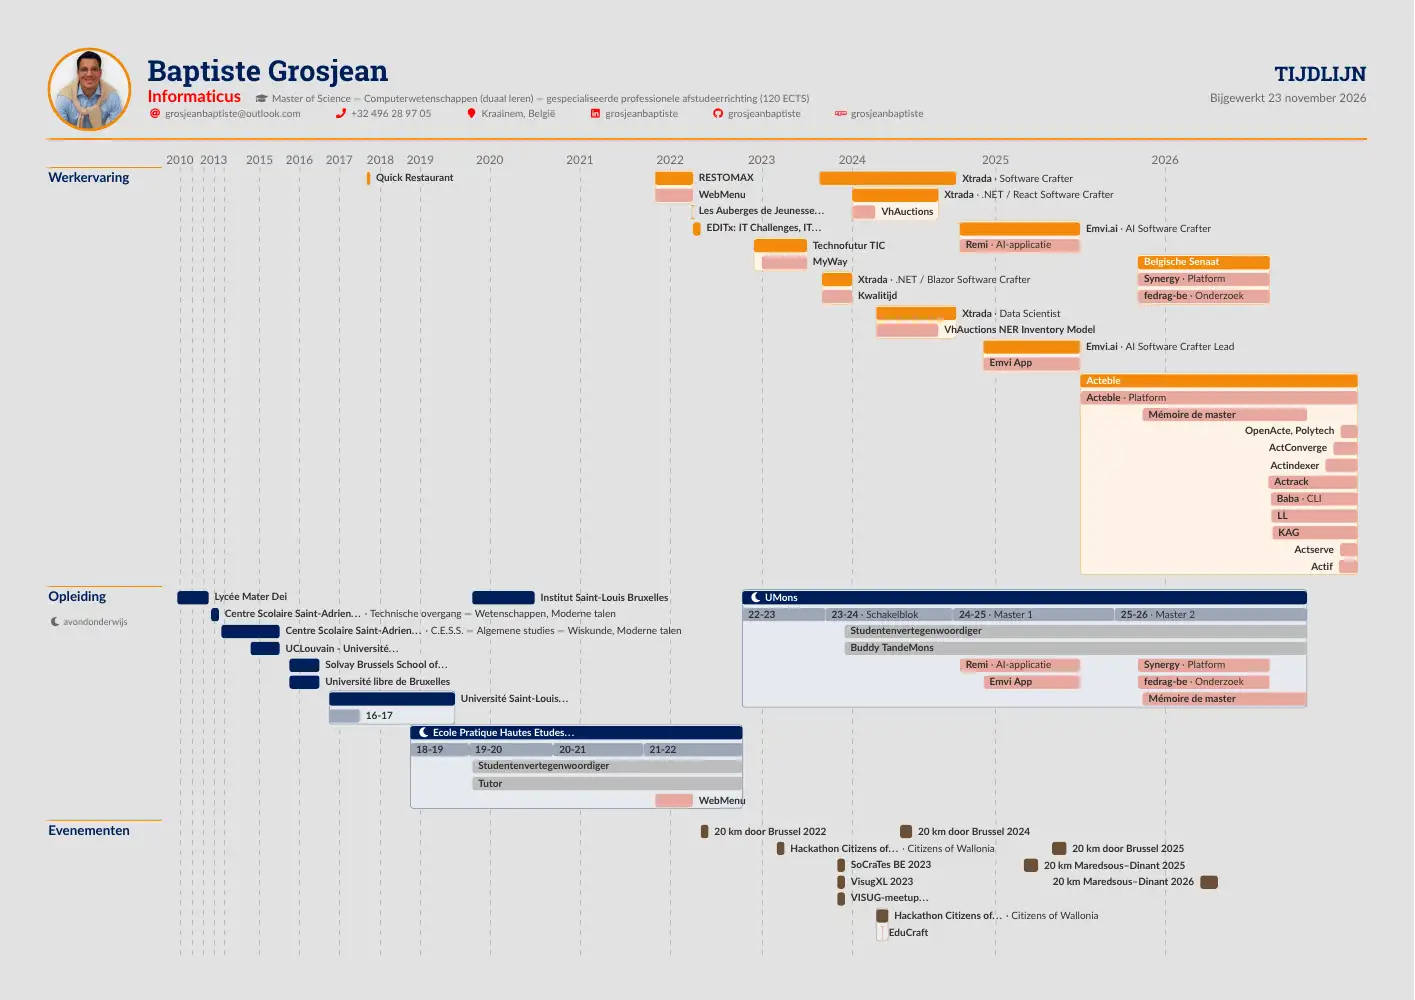 Baptiste Grosjean
TIJDLIJN
Informaticus Master of Science — Computerwetenschappen (duaal leren) — gespecialiseerde professionele afstudeerrichting (120 ECTS)
Bijgewerkt 23 november 2026
grosjeanbaptiste@outlook.com +32 496 28 97 05 Kraainem, België grosjeanbaptiste grosjeanbaptiste grosjeanbaptiste
2010 2013 2015 2016 2017 2018 2019 2020 2021 2022 2023 2024 2025 2026
Werkervaring
Quick Restaurant
RESTOMAX
Xtrada · Software Crafter
WebMenu
Xtrada · .NET / React Software Crafter
Les Auberges de Jeunesse…
VhAuctions
EDITx: IT Challenges, IT…
Emvi.ai · AI Software Crafter
Technofutur TIC
Remi · AI-applicatie
MyWay
Belgische Senaat
Xtrada · .NET / Blazor Software Crafter
Synergy · Platform
Kwalitijd
fedrag-be · Onderzoek
Xtrada · Data Scientist
VhAuctions NER Inventory Model
Emvi.ai · AI Software Crafter Lead
Emvi App
Acteble
Acteble · Platform
Mémoire de master
OpenActe, Polytech
ActConverge
Actindexer
Actrack
Baba · CLI
LL
KAG
Actserve
Actif
Opleiding
avondonderwijs
Lycée Mater Dei
Institut Saint-Louis Bruxelles
UMons
Centre Scolaire Saint-Adrien… · Technische overgang — Wetenschappen, Moderne talen
22-23 23-24 · Schakelblok 24-25 · Master 1 25-26 · Master 2
Centre Scolaire Saint-Adrien… · C.E.S.S. — Algemene studies — Wiskunde, Moderne talen
Studentenvertegenwoordiger
UCLouvain - Université…
Buddy TandeMons
Solvay Brussels School of…
Remi · AI-applicatie
Synergy · Platform
Université libre de Bruxelles
Emvi App
fedrag-be · Onderzoek
Université Saint-Louis…
Mémoire de master
16-17
Ecole Pratique Hautes Etudes…
18-19 19-20 20-21 21-22
Studentenvertegenwoordiger
Tutor
WebMenu
Evenementen
20 km door Brussel 2022
20 km door Brussel 2024
Hackathon Citizens of… · Citizens of Wallonia
20 km door Brussel 2025
SoCraTes BE 2023
20 km Maredsous–Dinant 2025
VisugXL 2023
20 km Maredsous–Dinant 2026
VISUG-meetup…
Hackathon Citizens of… · Citizens of Wallonia
EduCraft